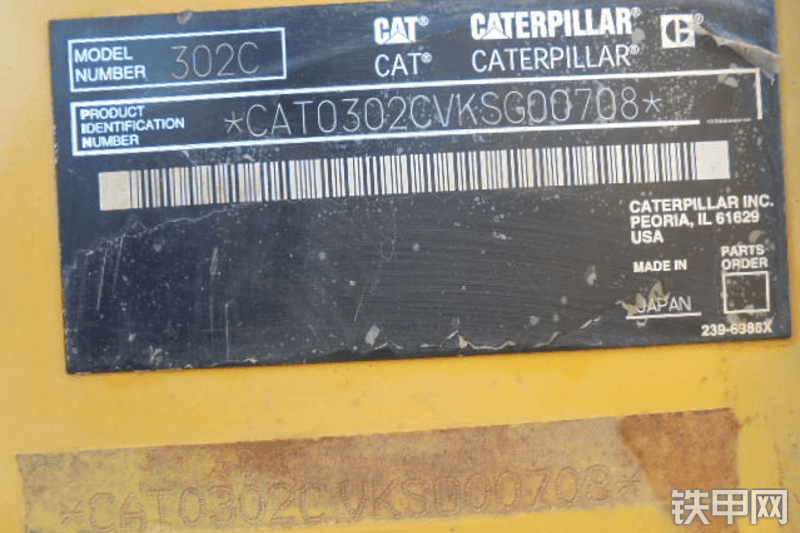 MODEL
NUMBER 302C
CAT® CATERPILLAR® C
CAT® CATERPILLAR®
PRODUCT
IDENTIFICATION
NUMBER
*CAT0302CVKSG00708*
CATERPILLAR INC.
PEORIA, IL 61629
USA
MADE IN
JAPAN
PARTS
ORDER
239-6986X
*CAT0302CVKSG00708*
铁甲网